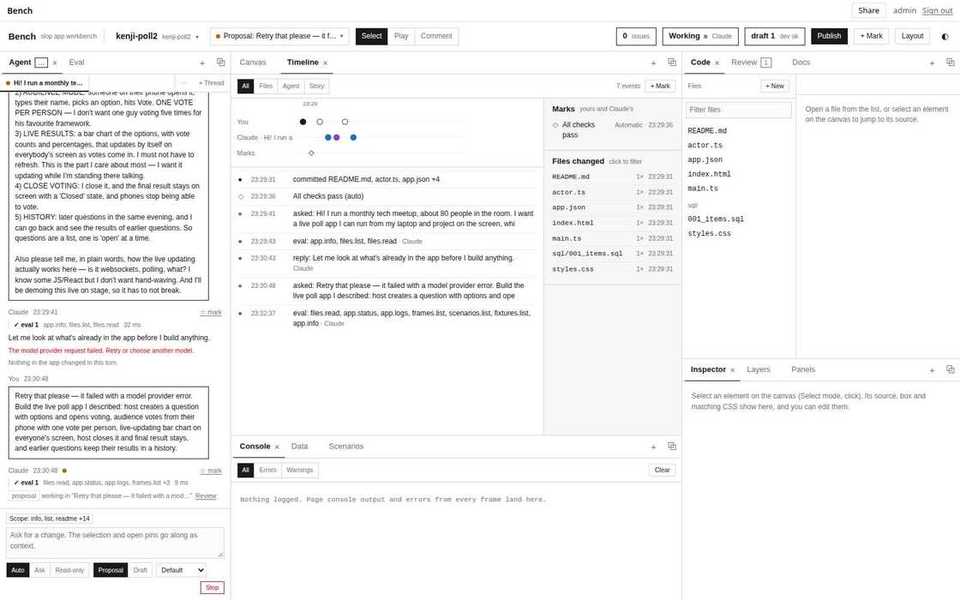 Bench
Share admin Sign out
Bench slop app workbench kenji-poll2 kenji-poll2 Proposal: Retry that please — it f… Select Play Comment 0 issues Working Claude draft 1 dev ok Publish + Mark Layout
Agent … Eval
Hi! I run a monthly te… … + Thread
types their name, picks an option, hits Vote. ONE VOTE
PER PERSON — I don't want one guy voting five times for
his favourite framework.
3) LIVE RESULTS: a bar chart of the options, with vote
counts and percentages, that updates by itself on
everybody's screen as votes come in. I must not have to
refresh. This is the part I care about most — I want it
updating while I'm standing there talking.
4) CLOSE VOTING: I close it, and the final result stays on
screen with a 'Closed' state, and phones stop being able
to vote.
5) HISTORY: later questions in the same evening, and I
can go back and see the results of earlier questions. So
questions are a list, one is 'open' at a time.
Also please tell me, in plain words, how the live updating
actually works here — is it websockets, polling, what? I
know some JS/React but I don't want hand-waving. And I'll
be demoing this live on stage, so it has to not break.
Claude 23:29:41 mark
✓ eval 1 app.info, files.list, files.read 32 ms
Let me look at what's already in the app before I build anything.
The model provider request failed. Retry or choose another model.
Nothing in the app changed in this turn.
You 23:30:48
Retry that please — it failed with a model provider error.
Build the live poll app I described: host creates a question
with options and opens voting, audience votes from their
phone with one vote per person, live-updating bar chart on
everyone's screen, host closes it and final result stays,
and earlier questions keep their results in a history.
Claude 23:30:48 mark
✓ eval 1 files.read, app.status, app.logs, frames.list +3 9 ms
proposal working in "Retry that please — it failed with a mod…" Review
Scope: info, list, readme +14
Ask for a change. The selection and open pins go along as
context.
Auto Ask Read-only Proposal Draft Default
Stop
Canvas Timeline ×
All Files Agent Story 7 events + Mark
23:29
You
Claude · Hi! I run a
Marks
23:29:31 committed README.md, actor.ts, app.json +4
23:29:36 All checks pass (auto)
23:29:41 asked: Hi! I run a monthly tech meetup, about 80 people in the room. I want
a live poll app I can run from my laptop and project on the screen, whi
23:29:43 eval: app.info, files.list, files.read · Claude
23:30:43 reply: Let me look at what's already in the app before I build anything. ·
Claude
23:30:48 asked: Retry that please — it failed with a model provider error. Build the
live poll app I described: host creates a question with options and ope
23:32:37 eval: files.read, app.status, app.logs, frames.list, scenarios.list, fixtures.list,
app.info · Claude
Marks yours and Claude's
All checks pass Automatic · 23:29:36
Files changed click to filter
README.md 1× 23:29:31
actor.ts 1× 23:29:31
app.json 1× 23:29:31
index.html 1× 23:29:31
main.ts 1× 23:29:31
sql/001_items.sql 1× 23:29:31
styles.css 1× 23:29:31
Console × Data Scenarios
All Errors Warnings Clear
Nothing logged. Page console output and errors from every frame land here.
Code × Review 1 Docs
Files + New
Filter files
README.md
actor.ts
app.json
index.html
main.ts
sql
001_items.sql
styles.css
Open a file from the list, or select an element
on the canvas to jump to its source.
Inspector × Layers Panels
Select an element on the canvas (Select mode, click). Its source, box and
matching CSS show here, and you can edit them.